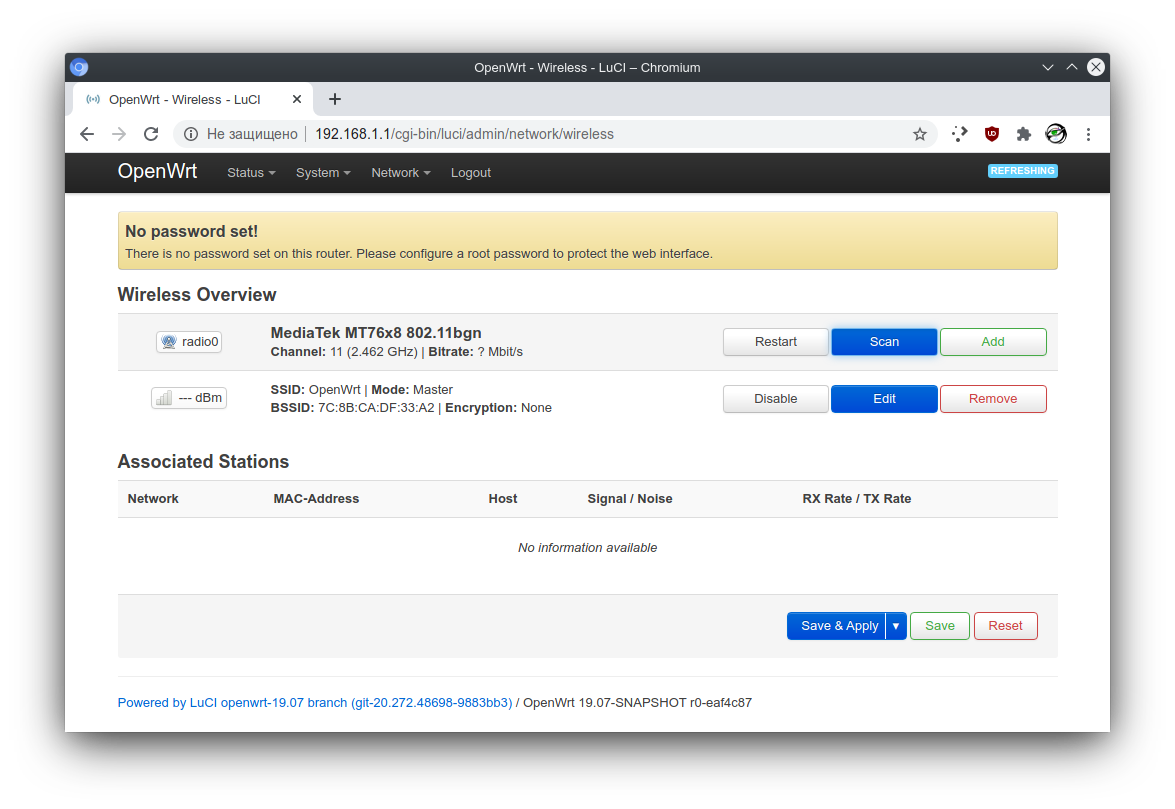 OpenWrt - Wireless - LuCI – Chromium
OpenWrt - Wireless - LuCI
Не защищено 192.168.1.1/cgi-bin/luci/admin/network/wireless
OpenWrt Status System Network Logout REFRESHING
No password set!
There is no password set on this router. Please configure a root password to protect the web interface.
Wireless Overview
radio0
MediaTek MT76x8 802.11bgn
Channel: 11 (2.462 GHz) | Bitrate: ? Mbit/s
Restart Scan Add
--- dBm
SSID: OpenWrt | Mode: Master
BSSID: 7C:8B:CA:DF:33:A2 | Encryption: None
Disable Edit Remove
Associated Stations
Network MAC-Address Host Signal / Noise RX Rate / TX Rate
No information available
Save & Apply Save Reset
Powered by LuCI openwrt-19.07 branch (git-20.272.48698-9883bb3) / OpenWrt 19.07-SNAPSHOT r0-eaf4c87